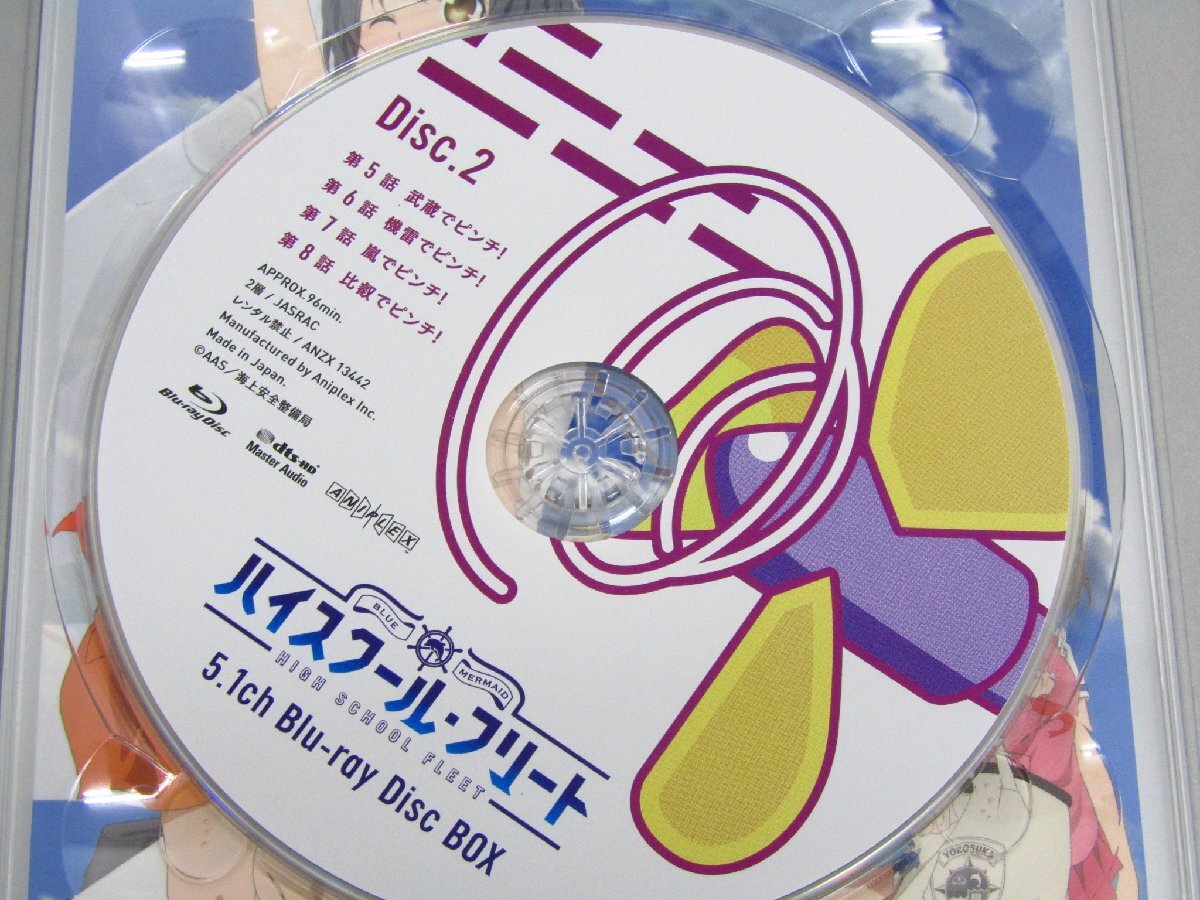 Disc.2
第5話 武蔵でピンチ!
第6話 機雷でピンチ!
第7話 嵐でピンチ!
第8話 比叡でピンチ!
APPROX.96min.
2層/JASRAC
レンタル禁止/ANZX 13442
Manufactured by Aniplex Inc.
Made in Japan.
©AAS/海上安全整備局
Blu-ray Disc
dts-HD
Master Audio
ANIPLEX
ハイスクール・フリート
BLUE
MERMAID
HIGH SCHOOL FLEET
5.1ch Blu-ray Disc BOX
YOKOSUKA